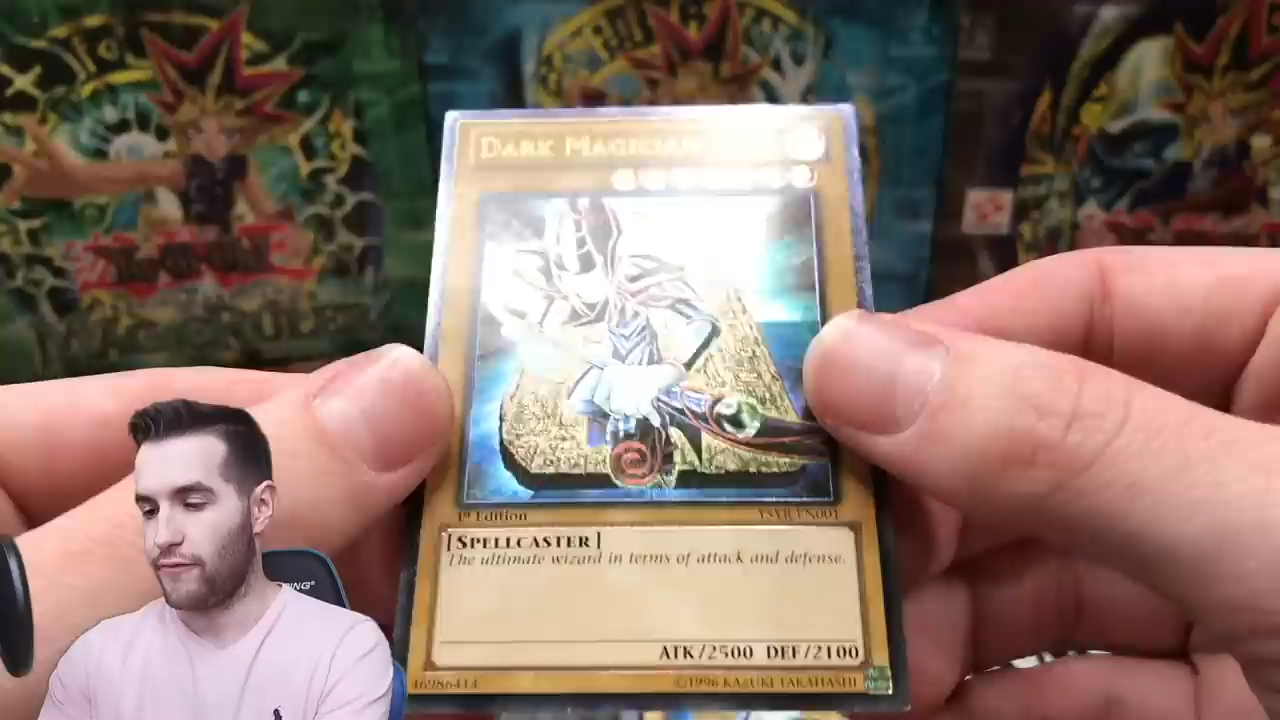 DARK MAGICIAN
1st Edition
YSYR-EN001
[SPELLCASTER]
The ultimate wizard in terms of attack and defense.
ATK/2500 DEF/2100
46986414
©1996 KAZUKI TAKAHASHI